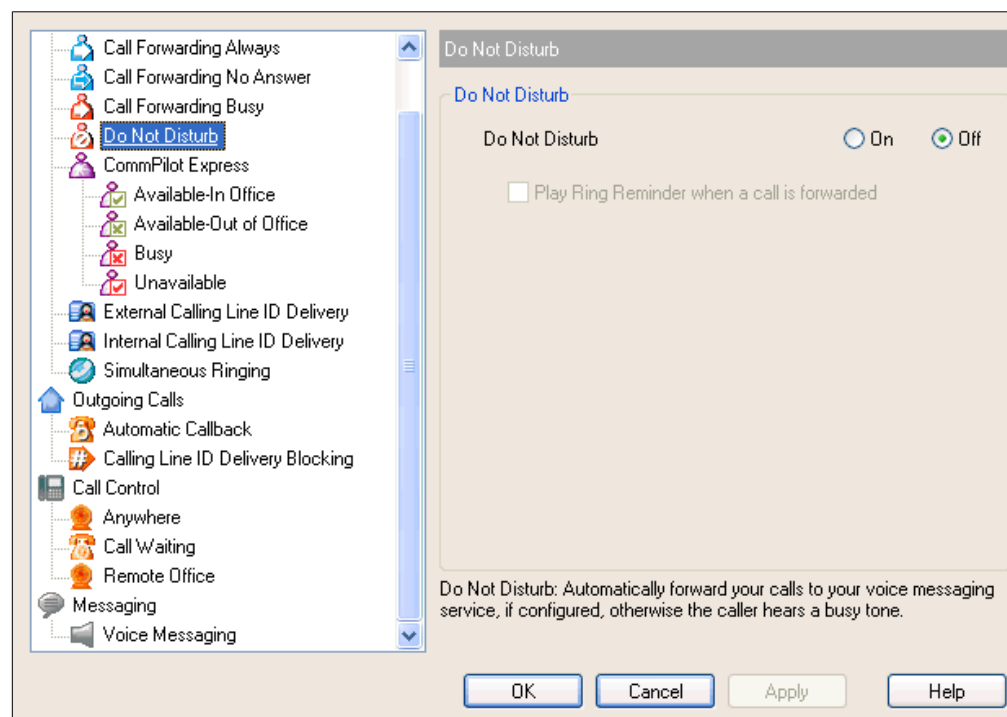 Call Forwarding Always
Call Forwarding No Answer
Call Forwarding Busy
Do Not Disturb
CommPilot Express
Available-In Office
Available-Out of Office
Busy
Unavailable
External Calling Line ID Delivery
Internal Calling Line ID Delivery
Simultaneous Ringing
Outgoing Calls
Automatic Callback
Calling Line ID Delivery Blocking
Call Control
Anywhere
Call Waiting
Remote Office
Messaging
Voice Messaging
Do Not Disturb
Do Not Disturb
Do Not Disturb On Off
Play Ring Reminder when a call is forwarded
Do Not Disturb: Automatically forward your calls to your voice messaging
service, if configured, otherwise the caller hears a busy tone.
OK Cancel Apply Help